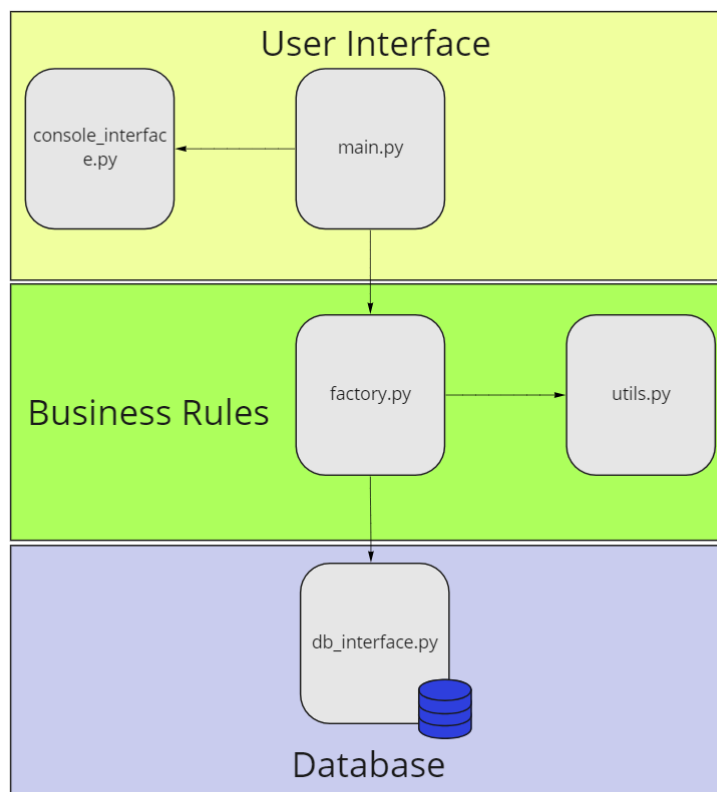 User Interface
console_interfac
e.py
main.py
factory.py
utils.py
Business Rules
db_interface.py
Database